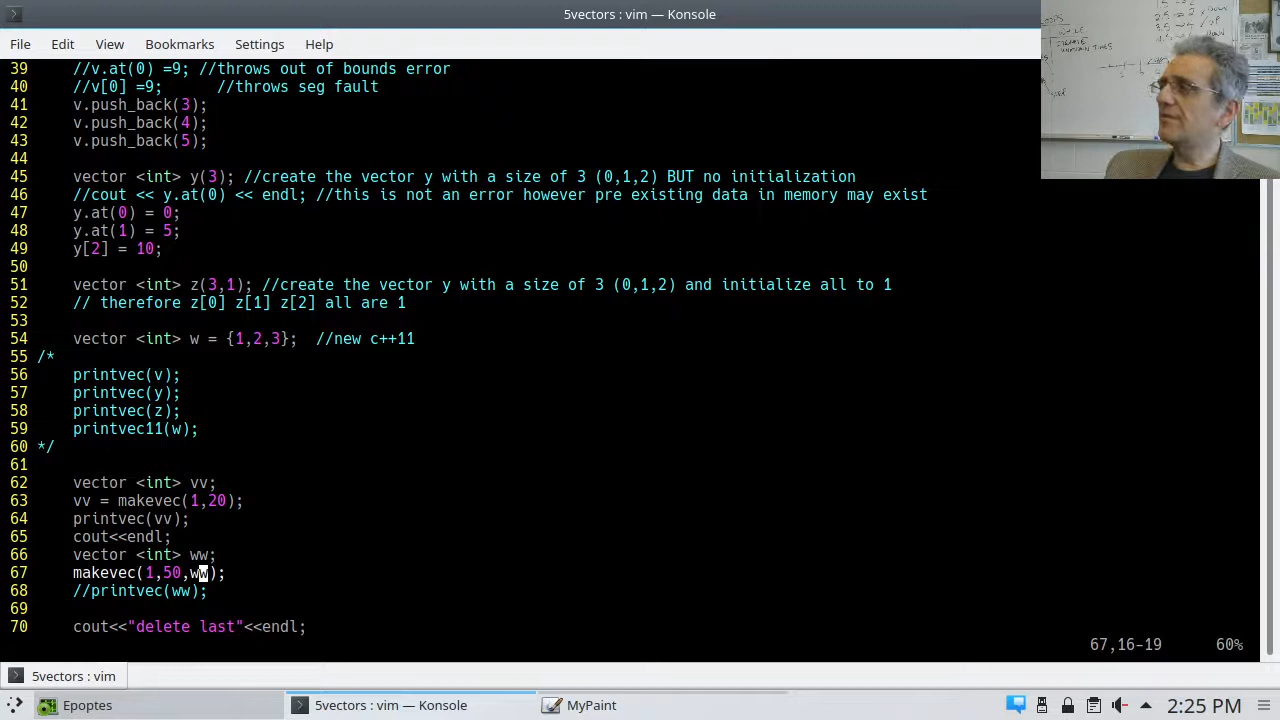 5vectors : vim — Konsole
File Edit View Bookmarks Settings Help
39 //v.at(0) =9; //throws out of bounds error
40 //v[0] =9; //throws seg fault
41 v.push_back(3);
42 v.push_back(4);
43 v.push_back(5);
44
45 vector <int> y(3); //create the vector y with a size of 3 (0,1,2) BUT no initialization
46 //cout << y.at(0) << endl; //this is not an error however pre existing data in memory may exist
47 y.at(0) = 0;
48 y.at(1) = 5;
49 y[2] = 10;
50
51 vector <int> z(3,1); //create the vector y with a size of 3 (0,1,2) and initialize all to 1
52 // therefore z[0] z[1] z[2] all are 1
53
54 vector <int> w = {1,2,3}; //new c++11
55 /*
56 printvec(v);
57 printvec(y);
58 printvec(z);
59 printvec11(w);
60 */
61
62 vector <int> vv;
63 vv = makevec(1,20);
64 printvec(vv);
65 cout<<endl;
66 vector <int> ww;
67 makevec(1,50,ww);
68 //printvec(ww);
69
70 cout<<"delete last"<<endl;
67,16-19 60%
5vectors : vim
Epoptes 5vectors : vim — Konsole MyPaint 2:25 PM